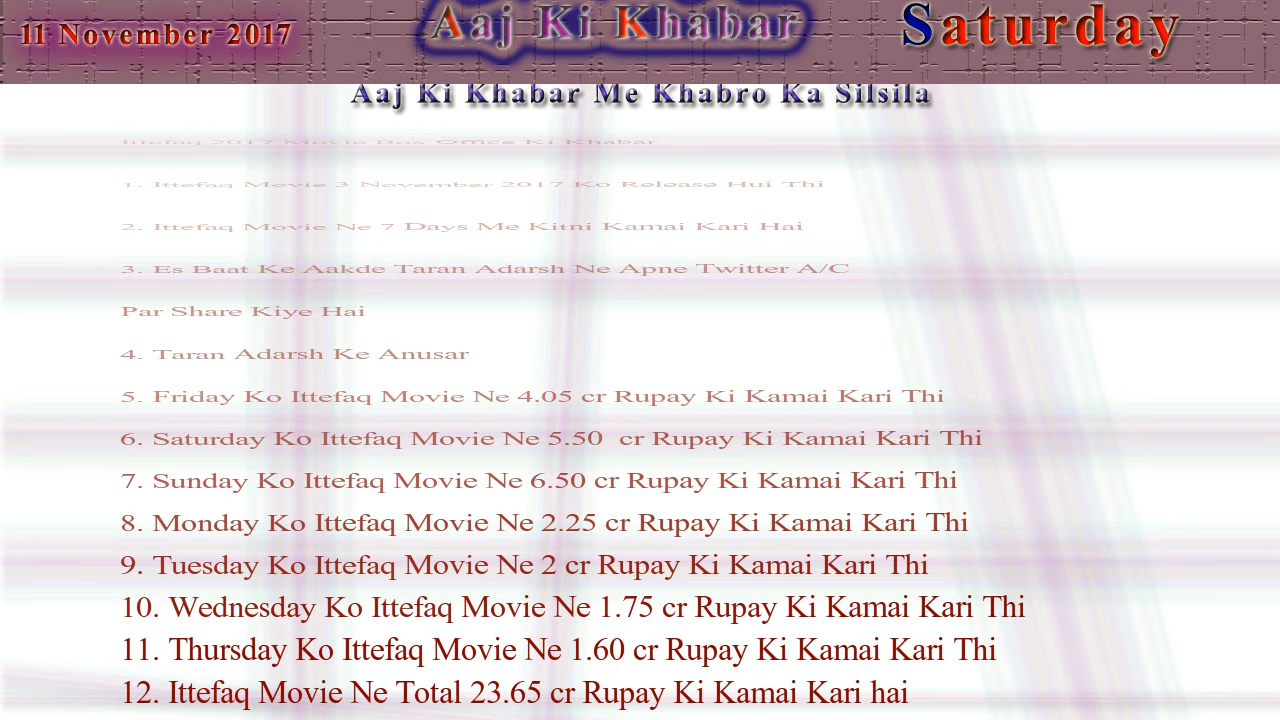 11 November 2017
Aaj Ki Khabar
Saturday
Aaj Ki Khabar Me Khabro Ka Silsila
Ittefaq 2017 Movie Box Office Ki Khabar
1. Ittefaq Movie 3 November 2017 Ko Release Hui Thi
2. Ittefaq Movie Ne 7 Days Me Kitni Kamai Kari Hai
3. Es Baat Ke Aakde Taran Adarsh Ne Apne Twitter A/C
Par Share Kiye Hai
4. Taran Adarsh Ke Anusar
5. Friday Ko Ittefaq Movie Ne 4.05 cr Rupay Ki Kamai Kari Thi
6. Saturday Ko Ittefaq Movie Ne 5.50  cr Rupay Ki Kamai Kari Thi
7. Sunday Ko Ittefaq Movie Ne 6.50 cr Rupay Ki Kamai Kari Thi
8. Monday Ko Ittefaq Movie Ne 2.25 cr Rupay Ki Kamai Kari Thi
9. Tuesday Ko Ittefaq Movie Ne 2 cr Rupay Ki Kamai Kari Thi
10. Wednesday Ko Ittefaq Movie Ne 1.75 cr Rupay Ki Kamai Kari Thi
11. Thursday Ko Ittefaq Movie Ne 1.60 cr Rupay Ki Kamai Kari Thi
12. Ittefaq Movie Ne Total 23.65 cr Rupay Ki Kamai Kari hai